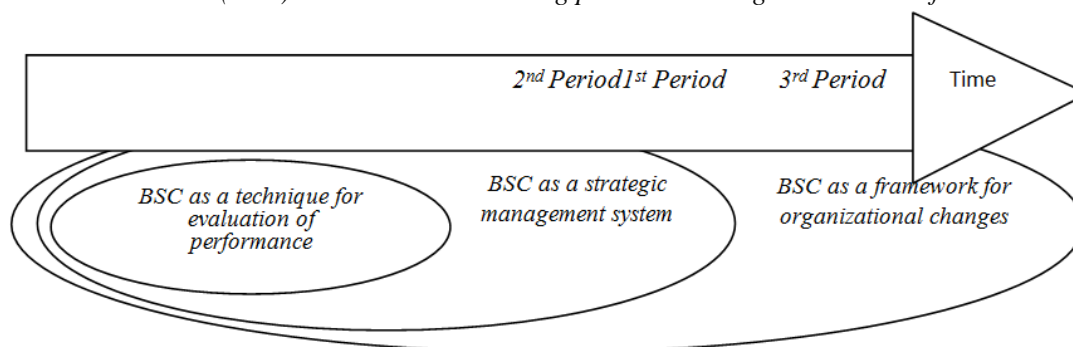 2nd Period1st Period
3rd Period
Time
BSC as a technique for
evaluation of
performance
BSC as a strategic
management system
BSC as a framework for
organizational changes